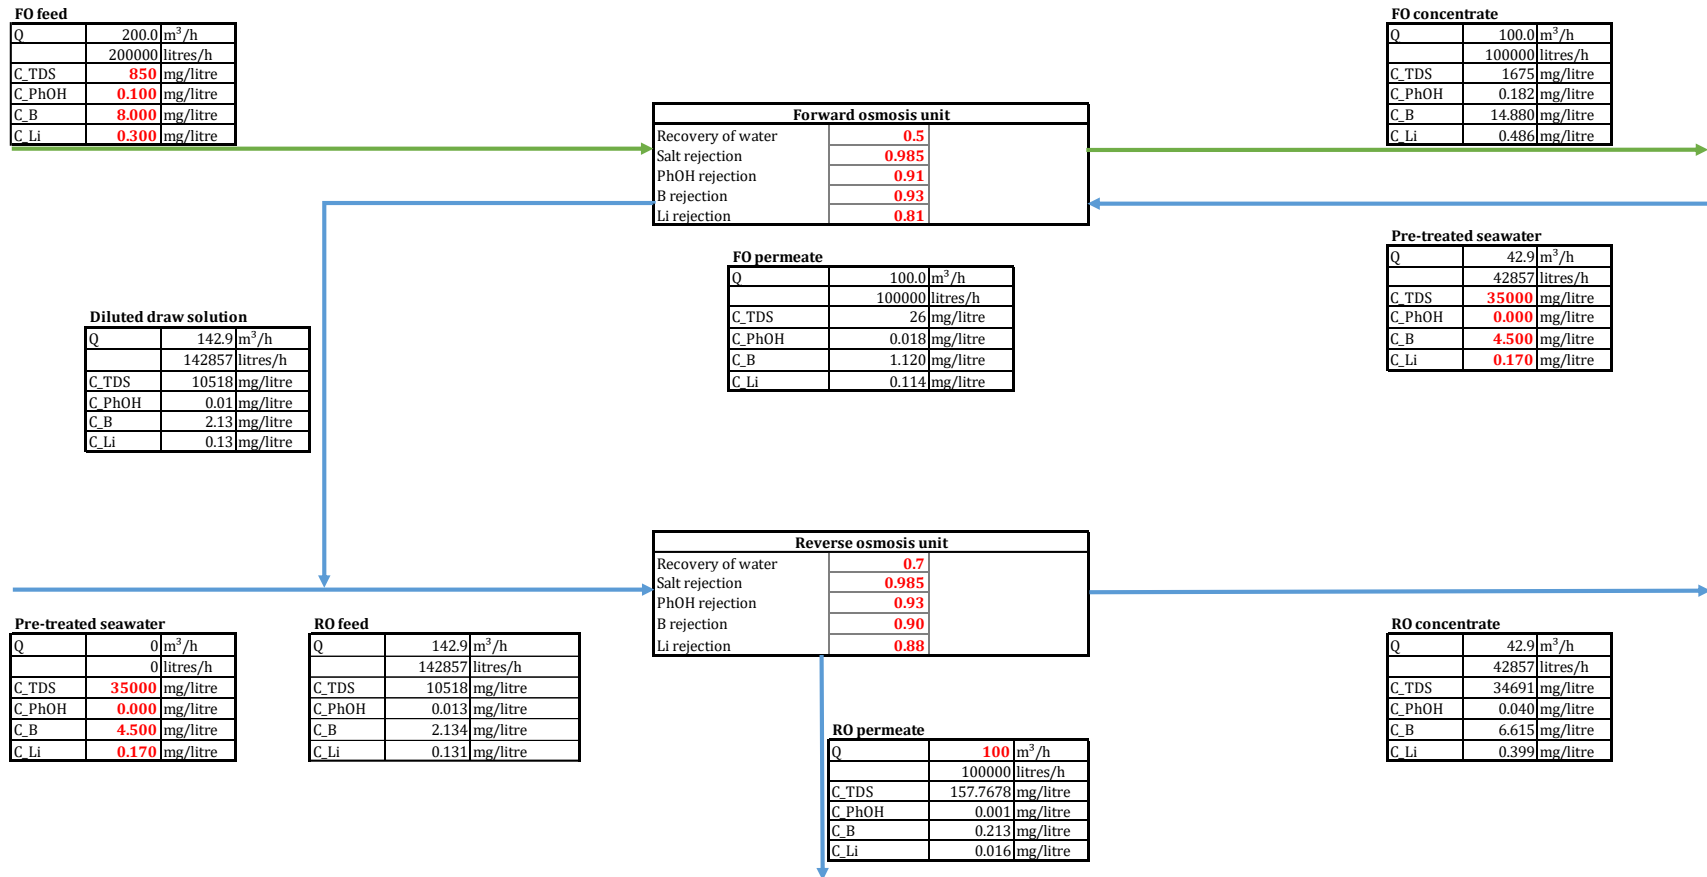 FO feed
Q 200.0 m³/h
200000 litres/h
C_TDS 850 mg/litre
C_PhOH 0.100 mg/litre
C_B 8.000 mg/litre
C_Li 0.300 mg/litre
FO concentrate
Q 100.0 m³/h
100000 litres/h
C_TDS 1675 mg/litre
C_PhOH 0.182 mg/litre
C_B 14.880 mg/litre
C_Li 0.486 mg/litre
Forward osmosis unit
Recovery of water 0.5
Salt rejection 0.985
PhOH rejection 0.91
B rejection 0.93
Li rejection 0.81
Pre-treated seawater
Q 42.9 m³/h
42857 litres/h
C_TDS 35000 mg/litre
C_PhOH 0.000 mg/litre
C_B 4.500 mg/litre
C_Li 0.170 mg/litre
FO permeate
Q 100.0 m³/h
100000 litres/h
C_TDS 26 mg/litre
C_PhOH 0.018 mg/litre
C_B 1.120 mg/litre
C_Li 0.114 mg/litre
Diluted draw solution
Q 142.9 m³/h
142857 litres/h
C_TDS 10518 mg/litre
C_PhOH 0.01 mg/litre
C_B 2.13 mg/litre
C_Li 0.13 mg/litre
Reverse osmosis unit
Recovery of water 0.7
Salt rejection 0.985
PhOH rejection 0.93
B rejection 0.90
Li rejection 0.88
Pre-treated seawater
Q 0 m³/h
0 litres/h
C_TDS 35000 mg/litre
C_PhOH 0.000 mg/litre
C_B 4.500 mg/litre
C_Li 0.170 mg/litre
RO feed
Q 142.9 m³/h
142857 litres/h
C_TDS 10518 mg/litre
C_PhOH 0.013 mg/litre
C_B 2.134 mg/litre
C_Li 0.131 mg/litre
RO concentrate
Q 42.9 m³/h
42857 litres/h
C_TDS 34691 mg/litre
C_PhOH 0.040 mg/litre
C_B 6.615 mg/litre
C_Li 0.399 mg/litre
RO permeate
Q 100 m³/h
100000 litres/h
C_TDS 157.7678 mg/litre
C_PhOH 0.001 mg/litre
C_B 0.213 mg/litre
C_Li 0.016 mg/litre